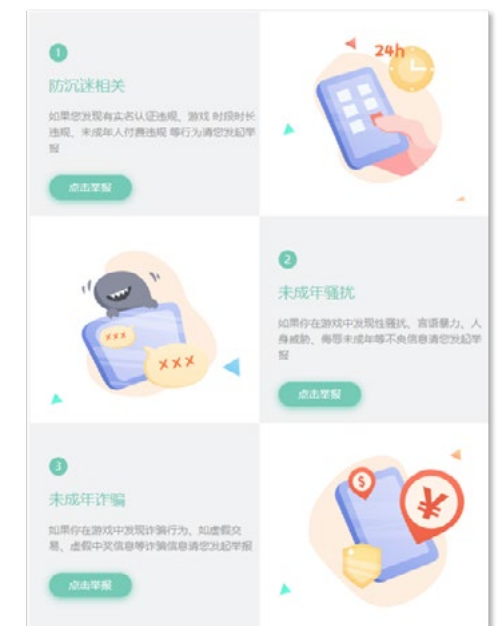 1
防沉迷相关
如果您发现有实名认证违规、游戏 时段时长
违规、未成年人付费违规 等行为请您发起举
报
点击举报
24h
xxx
xxx
2
未成年骚扰
如果你在游戏中发现性骚扰、言语暴力、人
身威胁、侮辱未成年等不良信息请您发起举
报
点击举报
3
未成年诈骗
如果你在游戏中发现诈骗行为、如虚假交
易、虚假中奖信息等诈骗信息请您发起举报
点击举报
$
¥